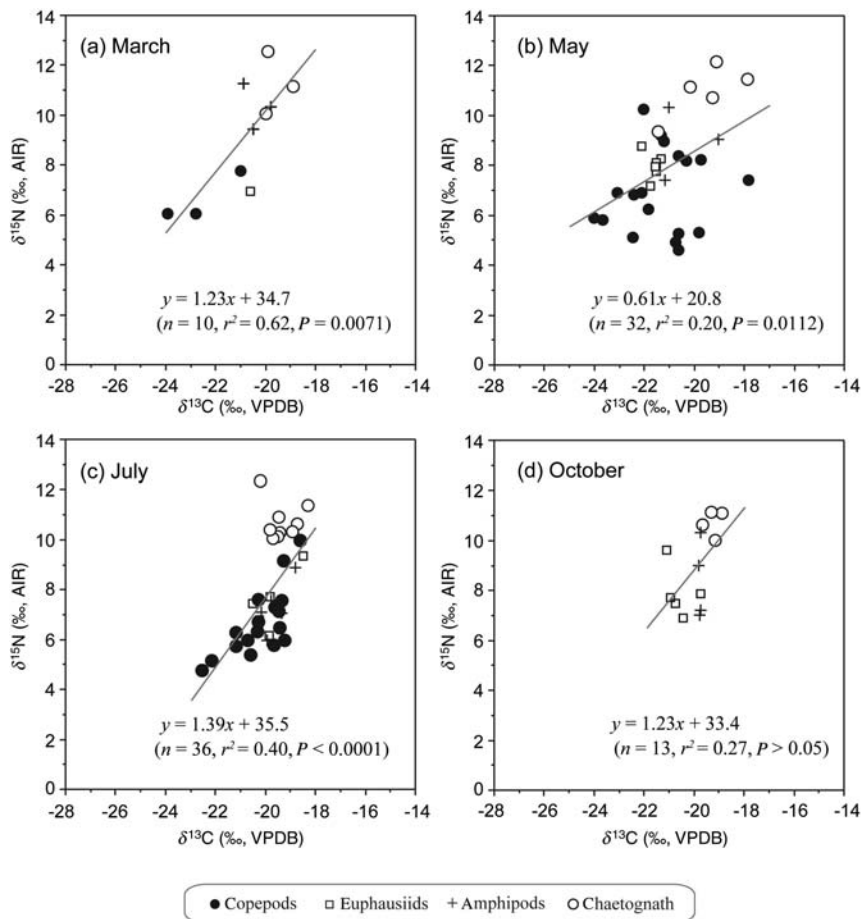 (a) March
14
12
10
8
6
4
2
0
δ¹⁵N (‰, AIR)
y = 1.23x + 34.7
(n = 10, r² = 0.62, P = 0.0071)
-28 -26 -24 -22 -20 -18 -16 -14
δ¹³C (‰, VPDB)
(b) May
14
12
10
8
6
4
2
0
δ¹⁵N (‰, AIR)
y = 0.61x + 20.8
(n = 32, r² = 0.20, P = 0.0112)
-28 -26 -24 -22 -20 -18 -16 -14
δ¹³C (‰, VPDB)
(c) July
14
12
10
8
6
4
2
0
δ¹⁵N (‰, AIR)
y = 1.39x + 35.5
(n = 36, r² = 0.40, P < 0.0001)
-28 -26 -24 -22 -20 -18 -16 -14
δ¹³C (‰, VPDB)
(d) October
14
12
10
8
6
4
2
0
δ¹⁵N (‰, AIR)
y = 1.23x + 33.4
(n = 13, r² = 0.27, P > 0.05)
-28 -26 -24 -22 -20 -18 -16 -14
δ¹³C (‰, VPDB)
Copepods Euphausiids Amphipods Chaetognath